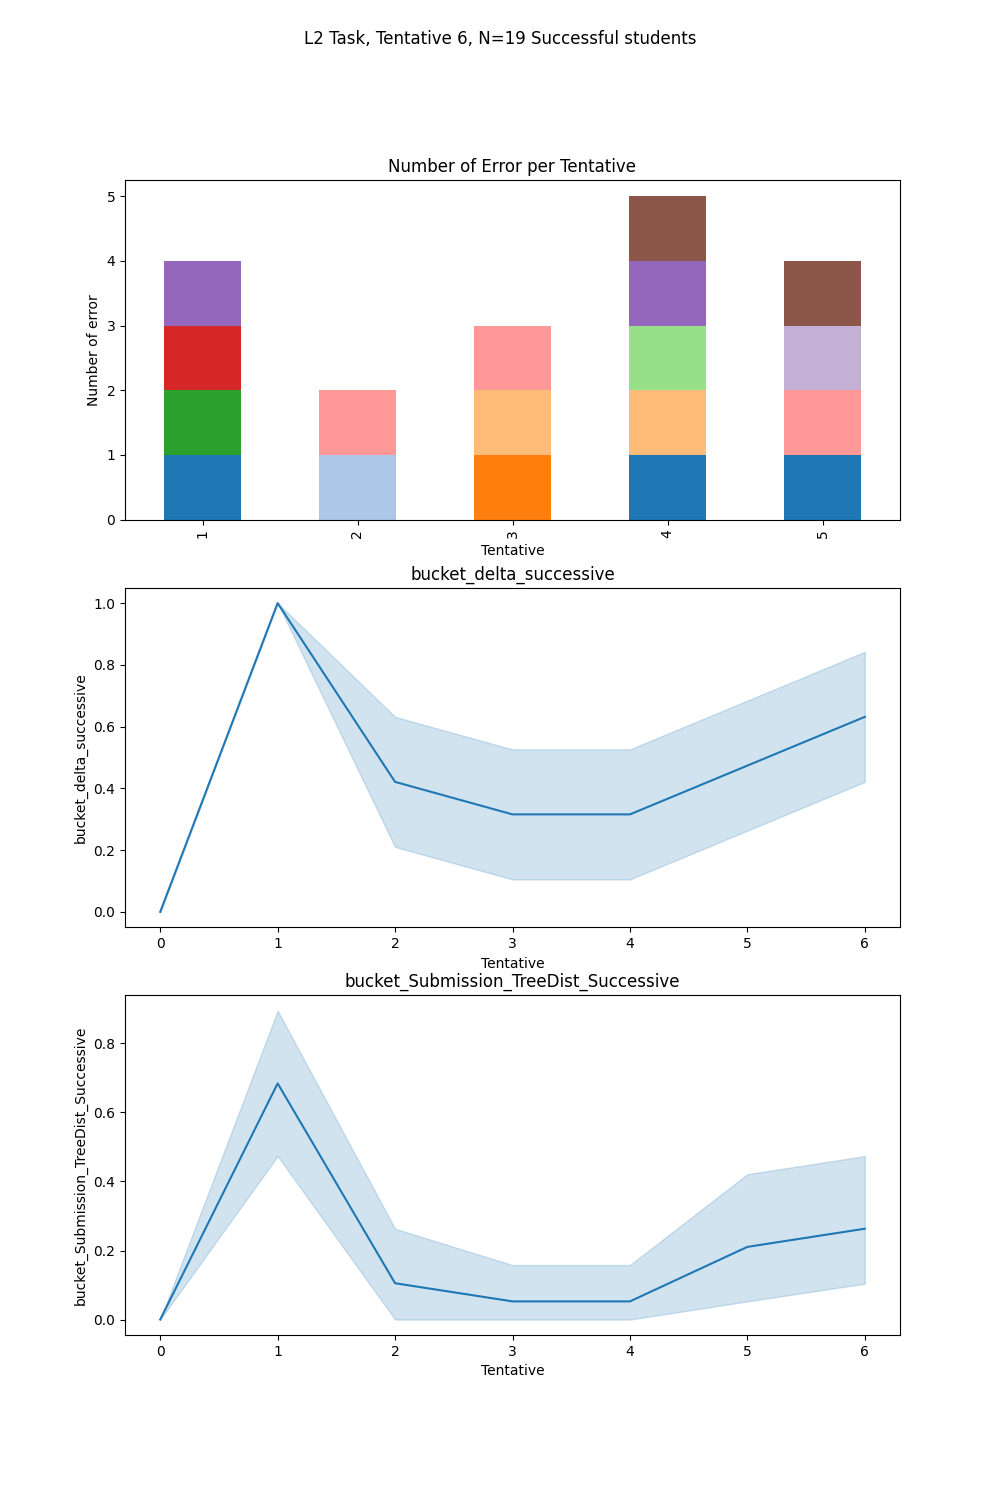 L2 Task, Tentative 6, N=19 Successful students
Number of Error per Tentative
Number of error
5
4
3
2
1
0
1 2 3 4 5
Tentative
bucket_delta_successive
bucket_delta_successive
1.0
0.8
0.6
0.4
0.2
0.0
0 1 2 3 4 5 6
Tentative
bucket_Submission_TreeDist_Successive
bucket_Submission_TreeDist_Successive
0.8
0.6
0.4
0.2
0.0
0 1 2 3 4 5 6
Tentative